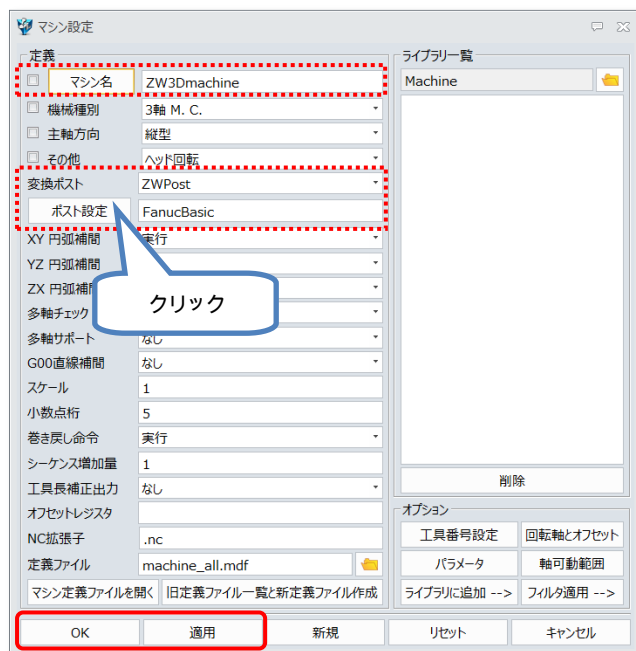 マシン設定
定義
マシン名 ZW3Dmachine
機械種別 3軸 M. C.
主軸方向 縦型
その他 ヘッド回転
変換ポスト ZWPost
ポスト設定 FanucBasic
XY 円弧補間 実行
YZ 円弧補間
ZX 円弧補間
クリック
多軸チェック
多軸サポート なし
G00直線補間 なし
スケール 1
小数点桁 5
巻き戻し命令 実行
シーケンス増加量 1
工具長補正出力 なし
オフセットレジスタ
NC拡張子 .nc
定義ファイル machine_all.mdf
マシン定義ファイルを開く 旧定義ファイル一覧と新定義ファイル作成
ライブラリ一覧
Machine
削除
オプション
工具番号設定 回転軸とオフセット
パラメータ 軸可動範囲
ライブラリに追加 --> フィルタ適用 -->
OK 適用 新規 リセット キャンセル